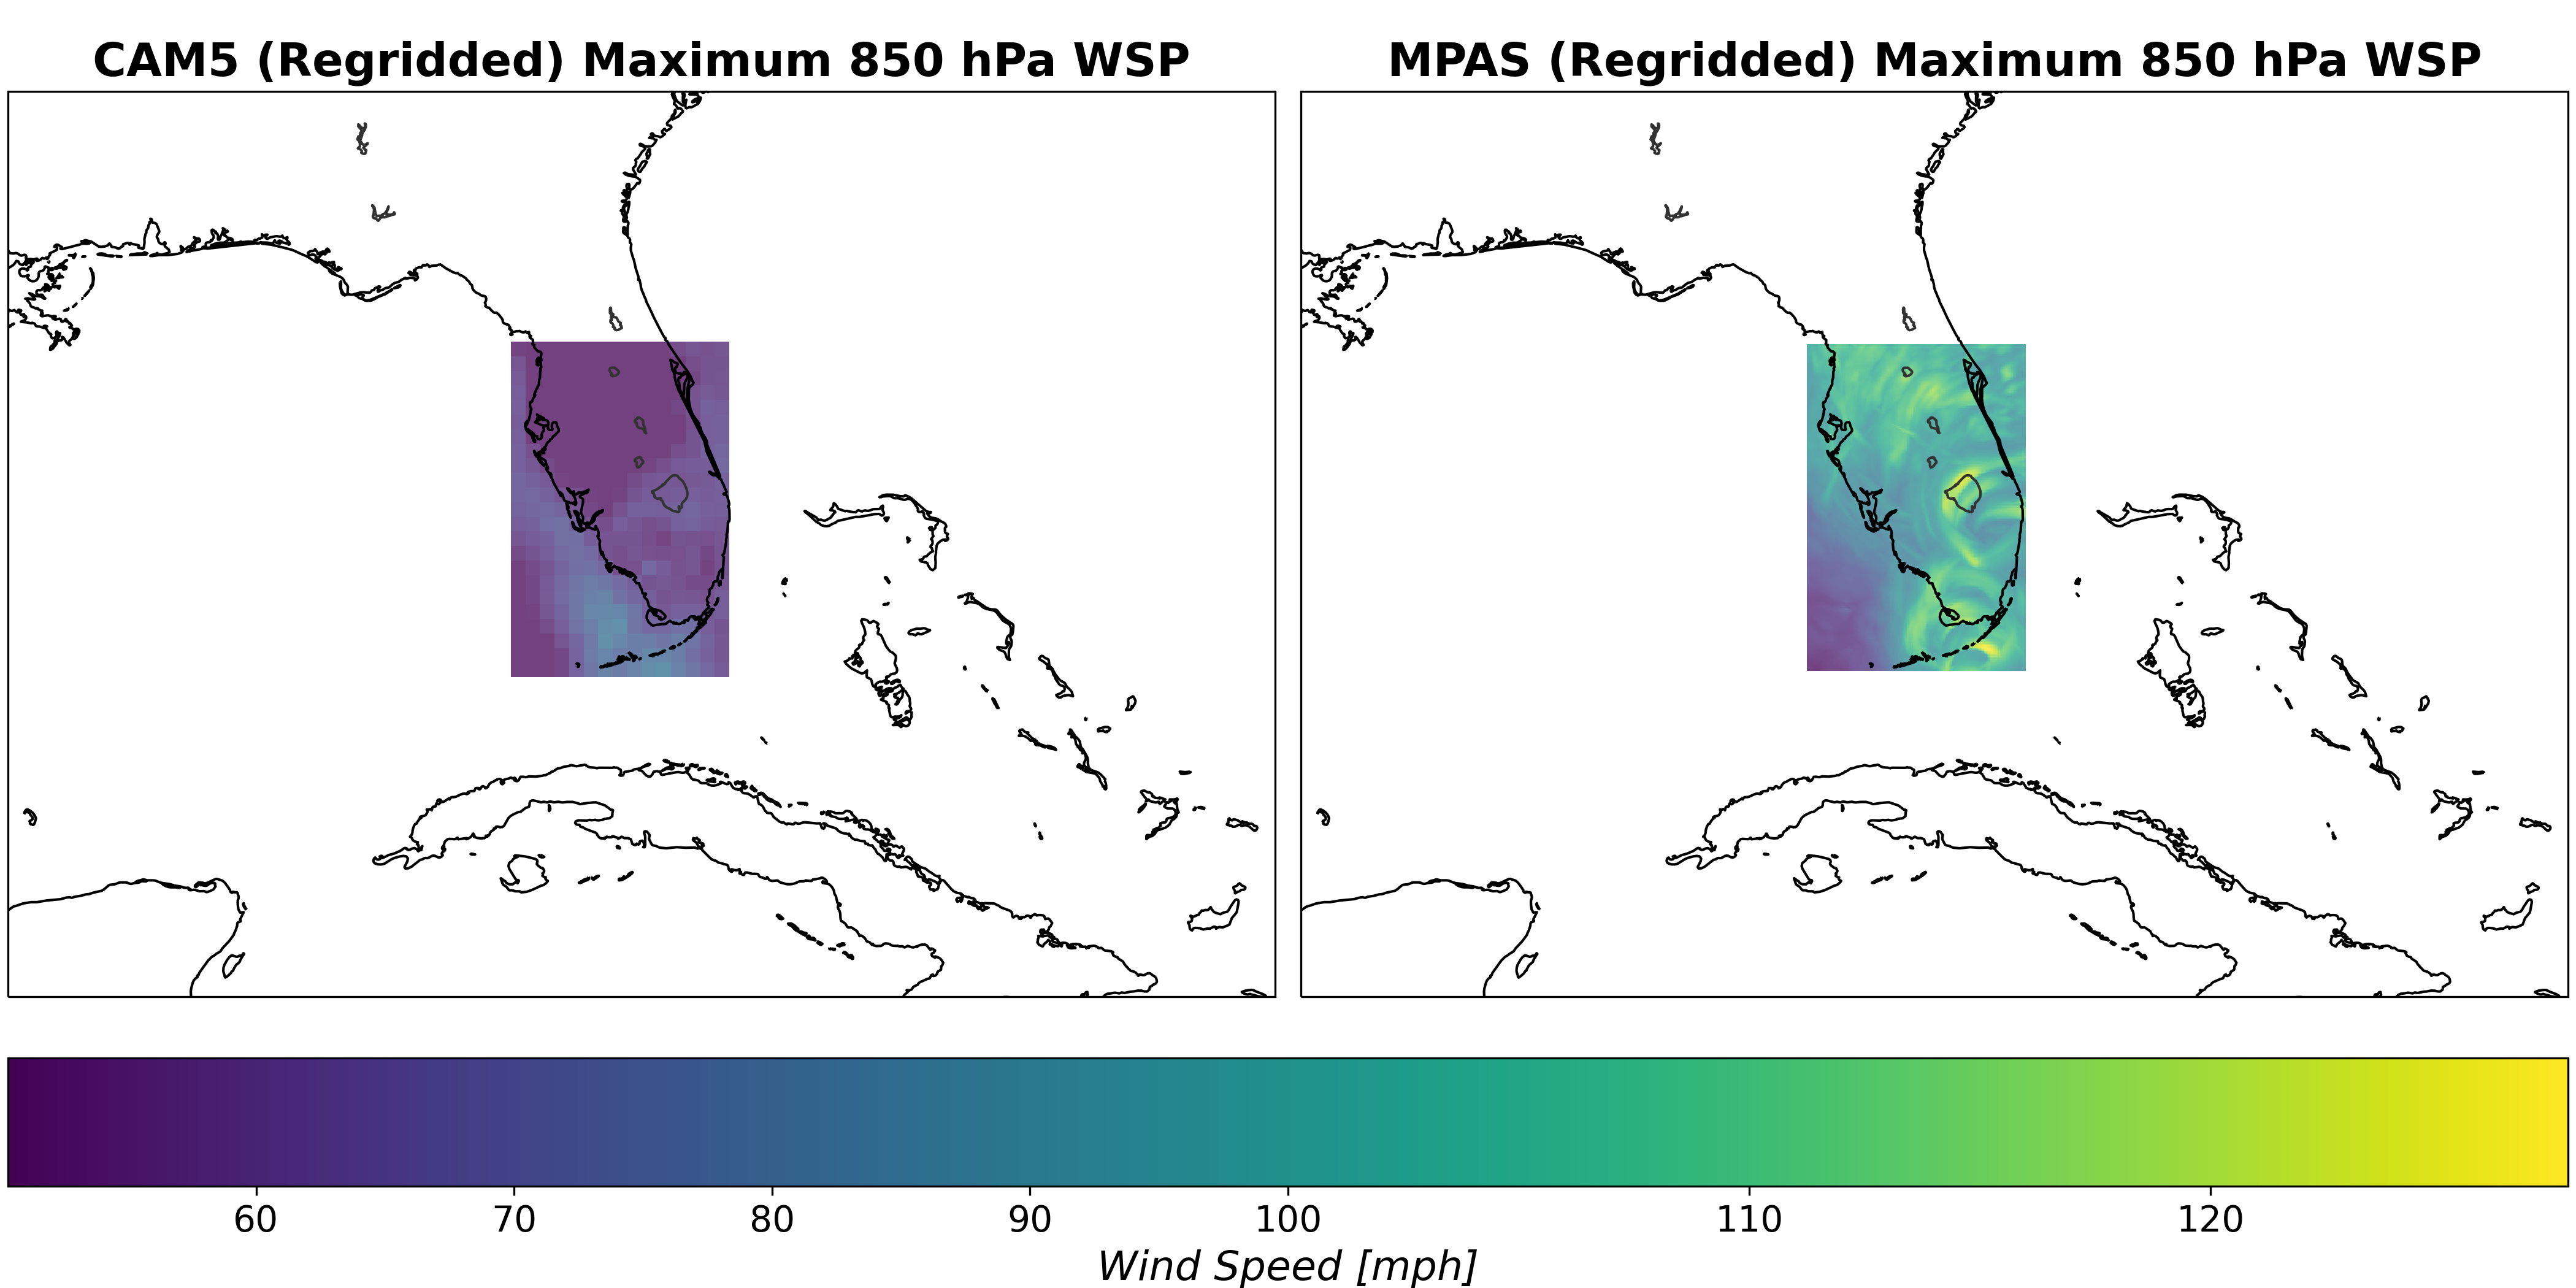 CAM5 (Regridded) Maximum 850 hPa WSP
MPAS (Regridded) Maximum 850 hPa WSP
60 70 80 90 100 110 120
Wind Speed [mph]